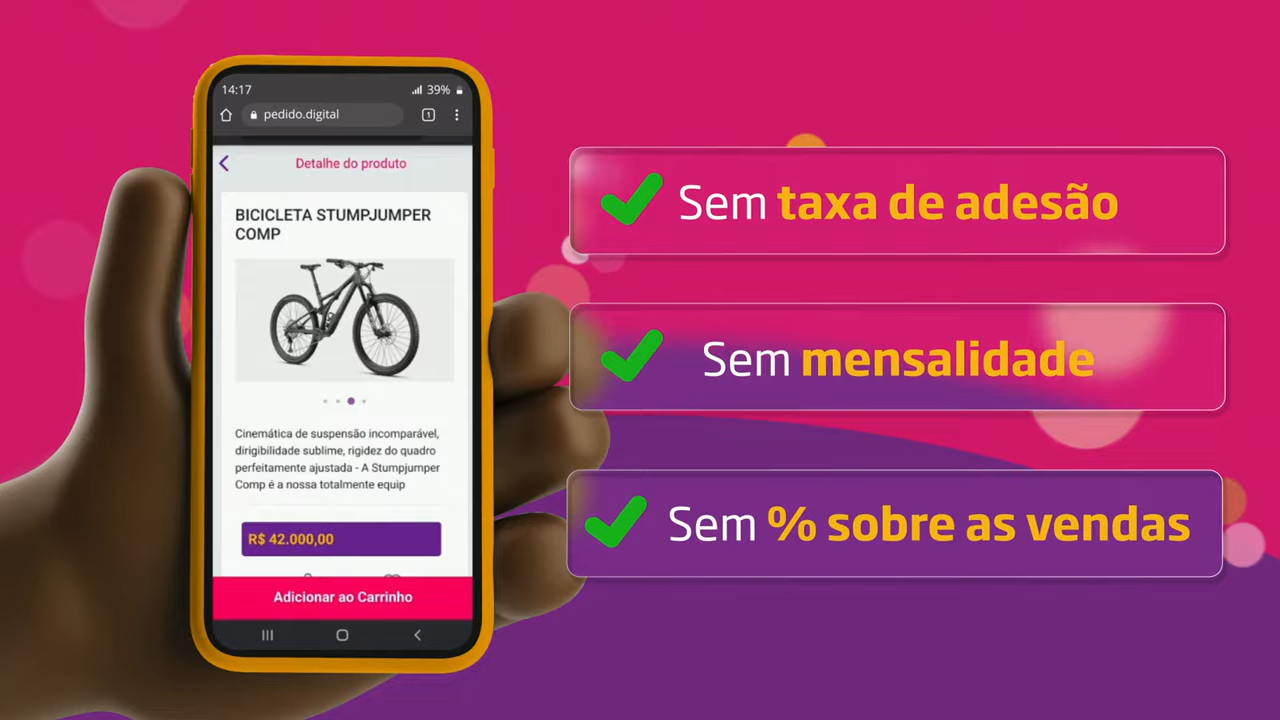 14:17
39%
pedido.digital
1
Detalhe do produto
BICICLETA STUMPJUMPER
COMP
Cinemática de suspensão incomparável,
dirigibilidade sublime, rigidez do quadro
perfeitamente ajustada - A Stumpjumper
Comp é a nossa totalmente equip
R$ 42.000,00
Adicionar ao Carrinho
Sem taxa de adesão
Sem mensalidade
Sem % sobre as vendas